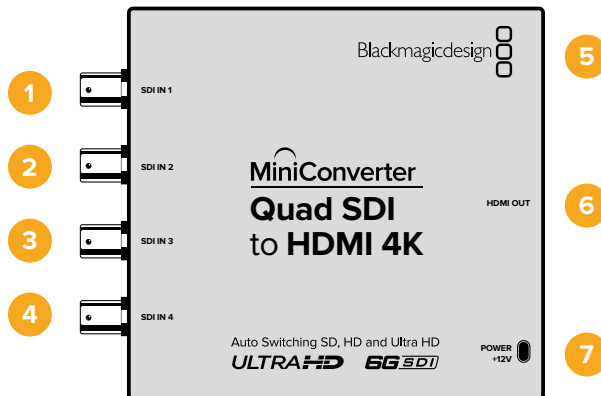 Blackmagicdesign
1
SDI IN 1
5
2
SDI IN 2
MiniConverter
Quad SDI
to HDMI 4K
HDMI OUT
6
3
SDI IN 3
4
SDI IN 4
Auto Switching SD, HD and Ultra HD
ULTRA HD 6G SDI
POWER
+12V
7